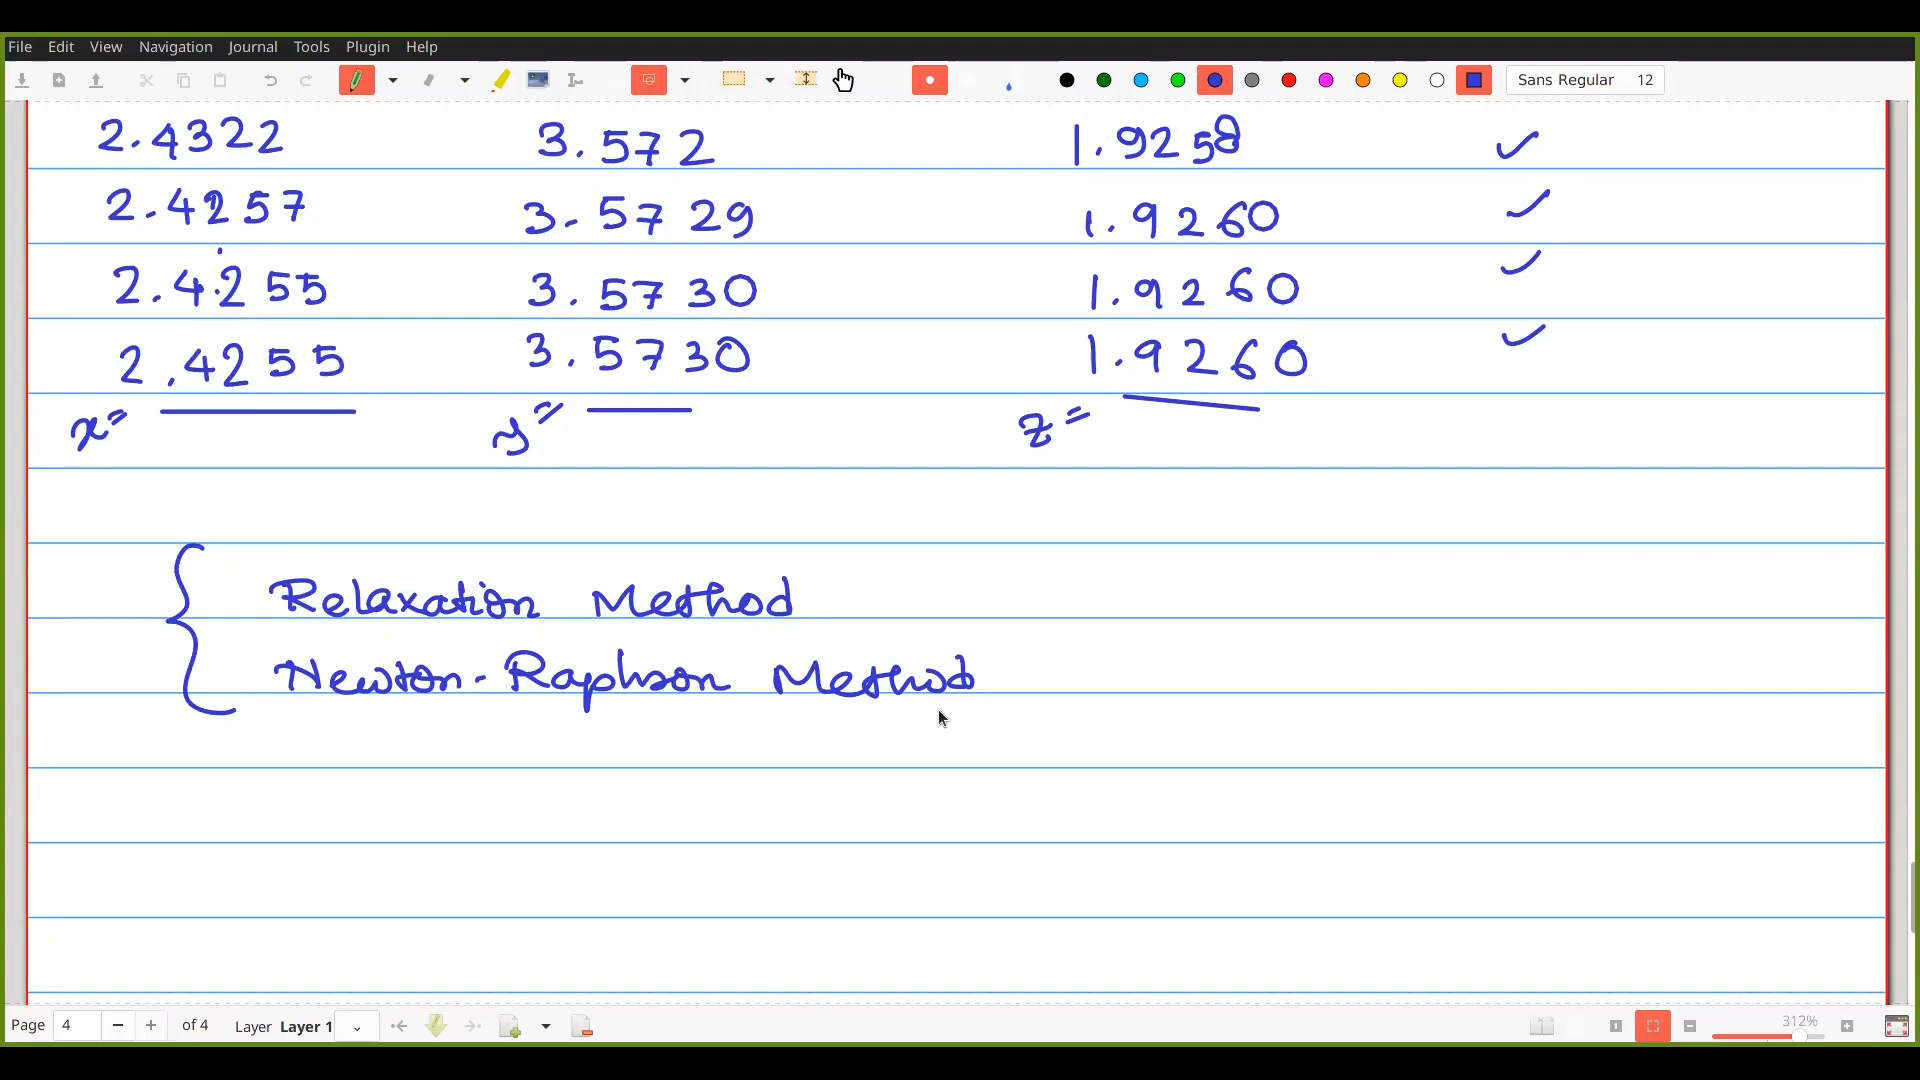 File Edit View Navigation Journal Tools Plugin Help
Sans Regular 12
2.4322 3.572 1.9258 ✓
2.4257 3.5729 1.9260 ✓
2.4255 3.5730 1.9260 ✓
2.4255 3.5730 1.9260 ✓
x= y= z=
Relaxation Method
Newton-Raphson Method
Page 4 − + of 4 Layer Layer 1 312%